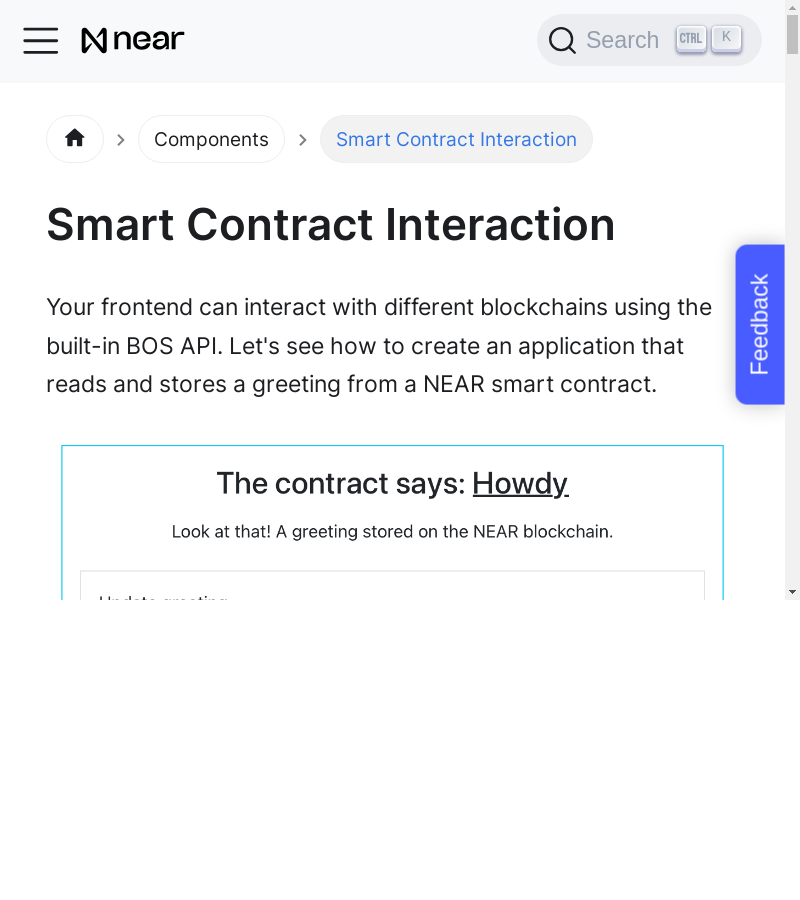 near
Search CTRL K
Components
Smart Contract Interaction
Smart Contract Interaction
Your frontend can interact with different blockchains using the
built-in BOS API. Let's see how to create an application that
reads and stores a greeting from a NEAR smart contract.
Feedback
The contract says: Howdy
Look at that! A greeting stored on the NEAR blockchain.
Update greeting